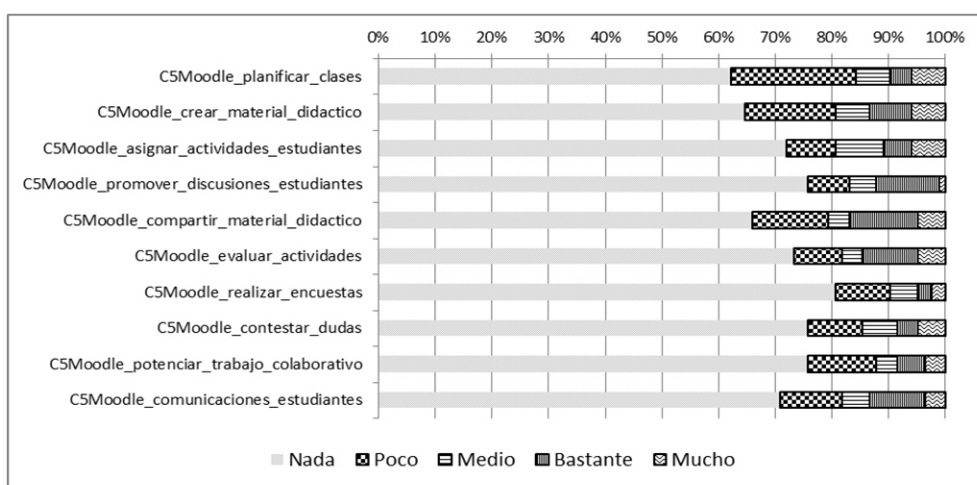 0% 10% 20% 30% 40% 50% 60% 70% 80% 90% 100%
C5Moodle_planificar_clases
C5Moodle_crear_material_didactico
C5Moodle_asignar_actividades_estudiantes
C5Moodle_promover_discusiones_estudiantes
C5Moodle_compartir_material_didactico
C5Moodle_evaluar_actividades
C5Moodle_realizar_encuestas
C5Moodle_contestar_dudas
C5Moodle_potenciar_trabajo_colaborativo
C5Moodle_comunicaciones_estudiantes
Nada Poco Medio Bastante Mucho